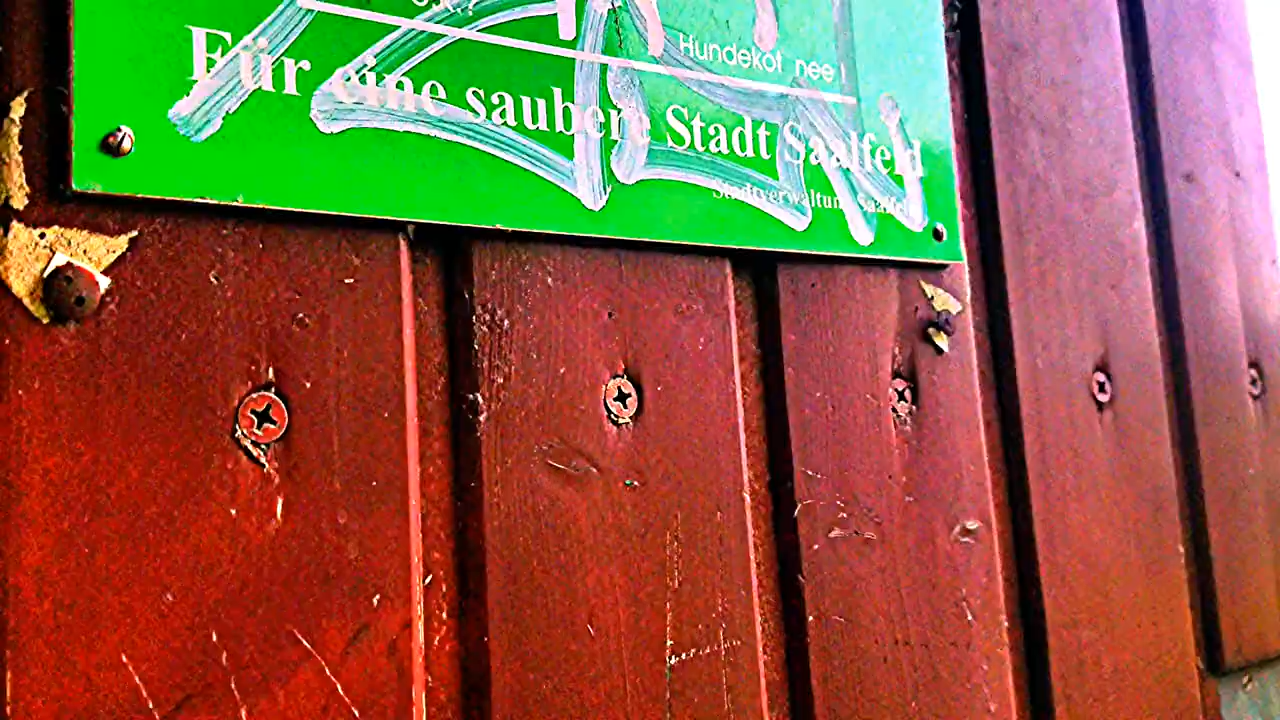 Hundekot nee!
Für eine saubere Stadt Saalfeld
Stadtverwaltung Saalfeld